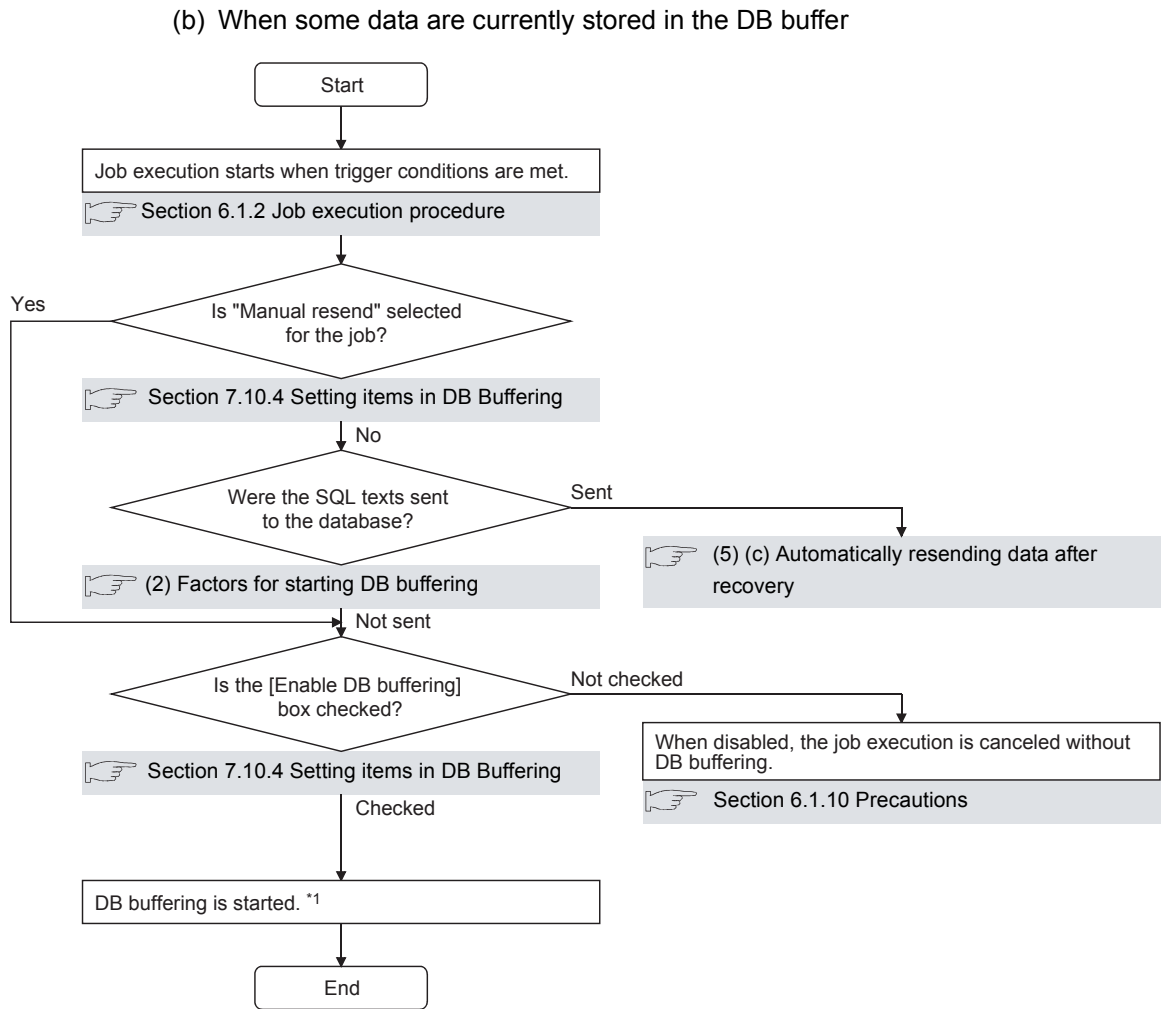 (b) When some data are currently stored in the DB buffer
Start
Job execution starts when trigger conditions are met.
Section 6.1.2 Job execution procedure
Yes
Is "Manual resend" selected
for the job?
Section 7.10.4 Setting items in DB Buffering
No
Were the SQL texts sent
to the database?
Sent
(5) (c) Automatically resending data after
recovery
(2) Factors for starting DB buffering
Not sent
Is the [Enable DB buffering]
box checked?
Not checked
When disabled, the job execution is canceled without
DB buffering.
Section 6.1.10 Precautions
Section 7.10.4 Setting items in DB Buffering
Checked
DB buffering is started. *1
End